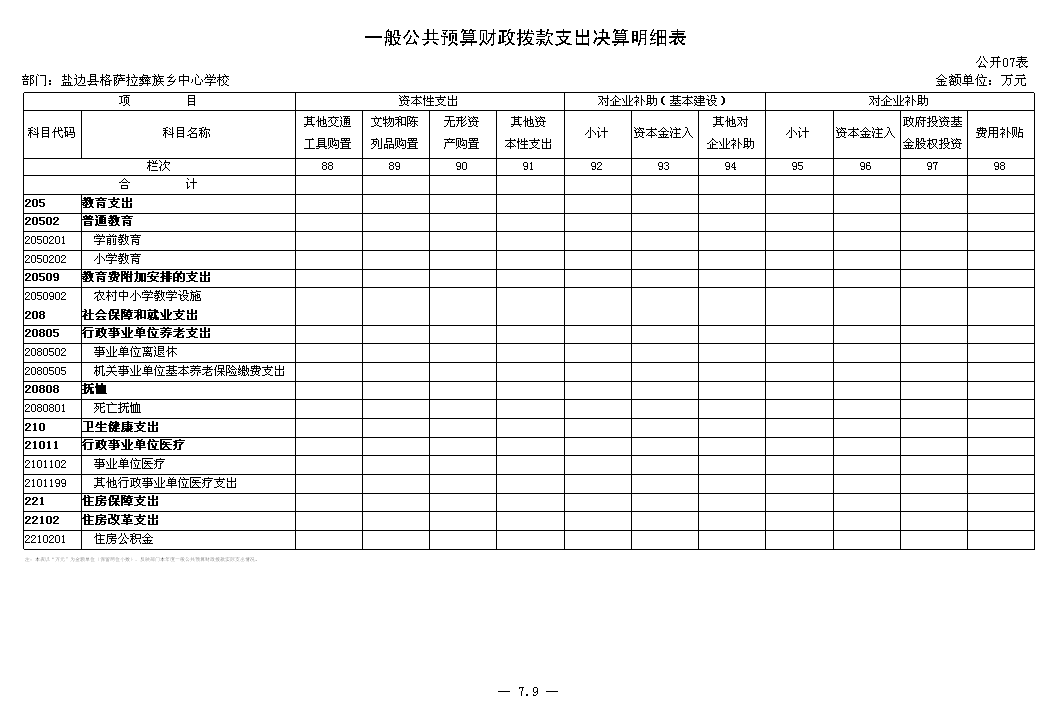 一般公共预算财政拨款支出决算明细表
公开07表
部门：盐边县格萨拉彝族乡中心学校 金额单位：万元
项 目 资本性支出 对企业补助(基本建设) 对企业补助
科目代码 科目名称 其他交通工具购置 文物和陈列品购置 无形资产购置 其他资本性支出 小计 资本金注入 其他对企业补助 小计 资本金注入 政府投资基金股权投资 费用补贴
栏次 88 89 90 91 92 93 94 95 96 97 98
合 计
205 教育支出
20502 普通教育
2050201 学前教育
2050202 小学教育
20509 教育费附加安排的支出
2050902 农村中小学教学设施
208 社会保障和就业支出
20805 行政事业单位养老支出
2080502 事业单位离退休
2080505 机关事业单位基本养老保险缴费支出
20808 抚恤
2080801 死亡抚恤
210 卫生健康支出
21011 行政事业单位医疗
2101102 事业单位医疗
2101199 其他行政事业单位医疗支出
221 住房保障支出
22102 住房改革支出
2210201 住房公积金
— 7.9 —